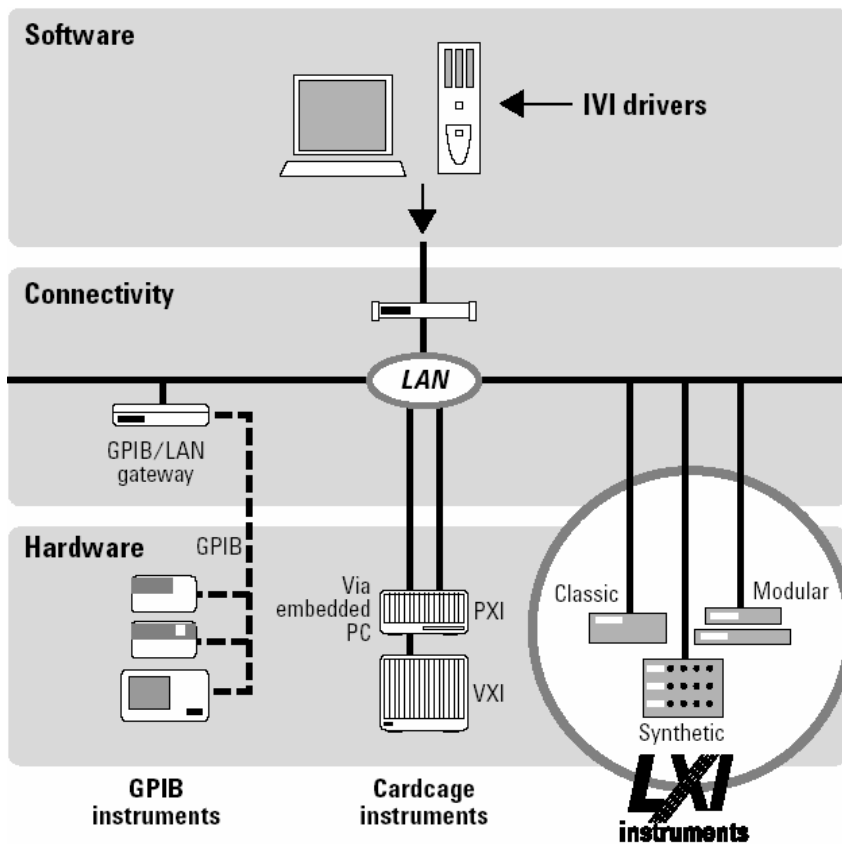 Software
IVI drivers
Connectivity
LAN
GPIB/LAN
gateway
Hardware
GPIB
Via
embedded
PC
PXI
VXI
Classic
Modular
Synthetic
GPIB
instruments
Cardcage
instruments
LXI
instruments